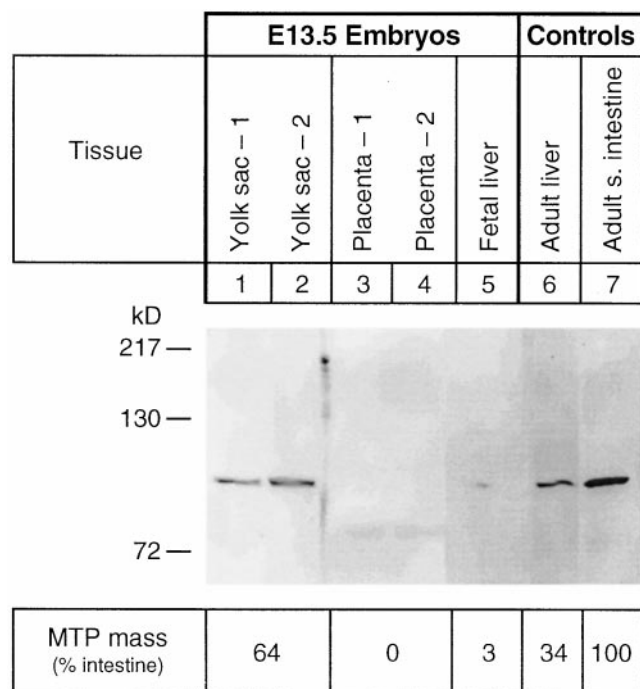 E13.5 Embryos Controls
Tissue
Yolk sac – 1
Yolk sac – 2
Placenta – 1
Placenta – 2
Fetal liver
Adult liver
Adult s. intestine
1 2 3 4 5 6 7
kD
217
130
72
MTP mass
(% intestine)
64 0 3 34 100